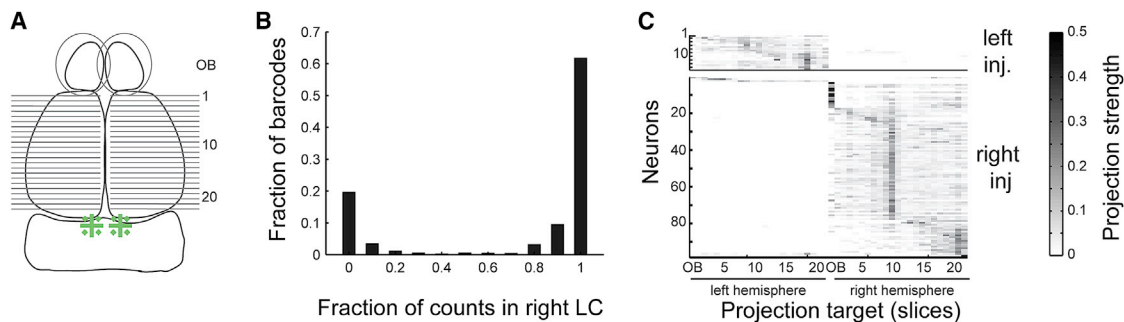 A
OB
1
10
20
B
Fraction of barcodes
0.7
0.6
0.5
0.4
0.3
0.2
0.1
0
0 0.2 0.4 0.6 0.8 1
Fraction of counts in right LC
C
Neurons
1
10
20
40
60
80
left
inj.
right
inj
OB 5 10 15 20 OB 5 10 15 20
left hemisphere right hemisphere
Projection target (slices)
0.5
0.4
0.3
0.2
0.1
0
Projection strength